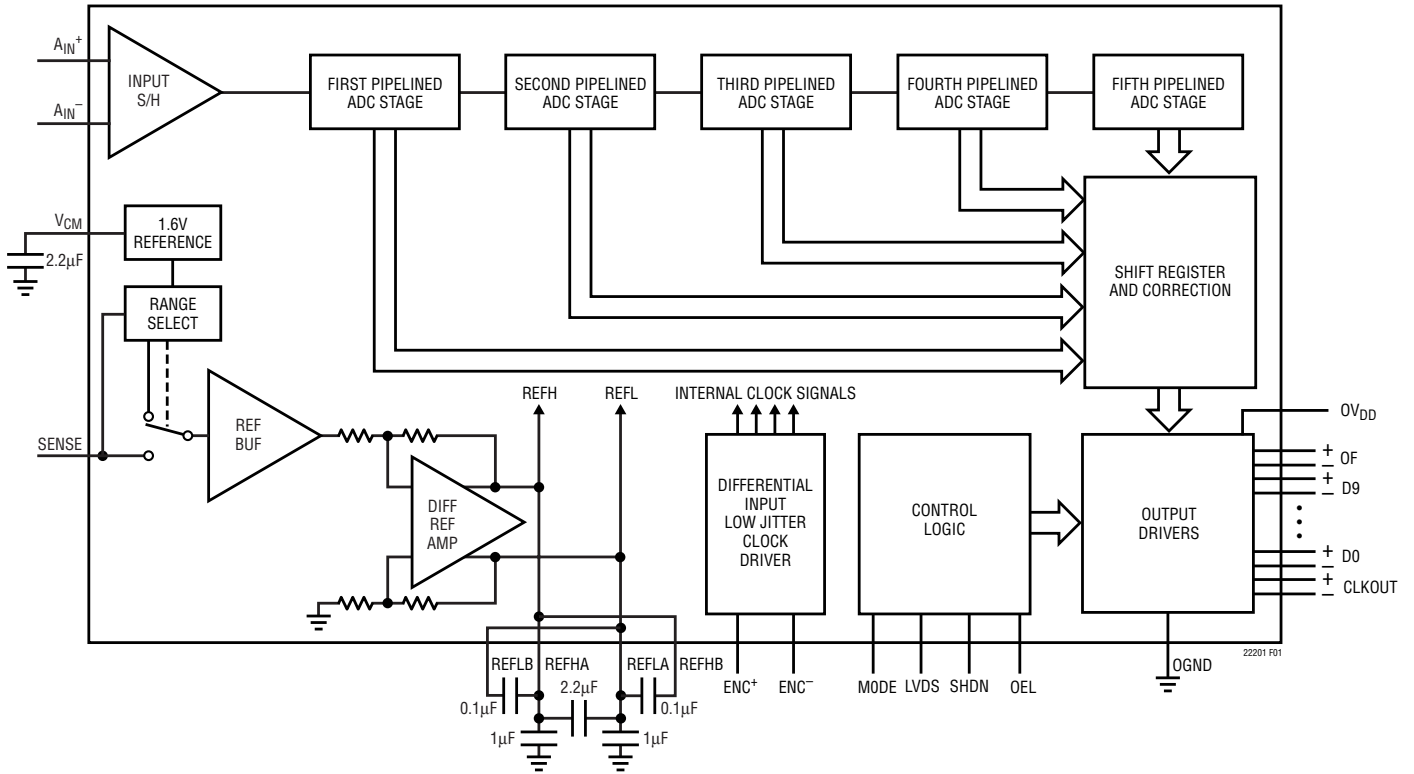 AIN+
AIN–
INPUT
S/H
FIRST PIPELINED
ADC STAGE
SECOND PIPELINED
ADC STAGE
THIRD PIPELINED
ADC STAGE
FOURTH PIPELINED
ADC STAGE
FIFTH PIPELINED
ADC STAGE
VCM
2.2µF
1.6V
REFERENCE
RANGE
SELECT
SHIFT REGISTER
AND CORRECTION
SENSE
REF
BUF
REFH
REFL
INTERNAL CLOCK SIGNALS
DIFF
REF
AMP
DIFFERENTIAL
INPUT
LOW JITTER
CLOCK
DRIVER
CONTROL
LOGIC
OUTPUT
DRIVERS
OVDD
+
–
OF
+
–
D9
+
–
D0
+
–
CLKOUT
REFLB
REFHA
REFLA
REFHB
2.2µF
0.1µF
0.1µF
1µF
1µF
ENC+
ENC–
MODE
LVDS
SHDN
OEL
OGND
22201 F01